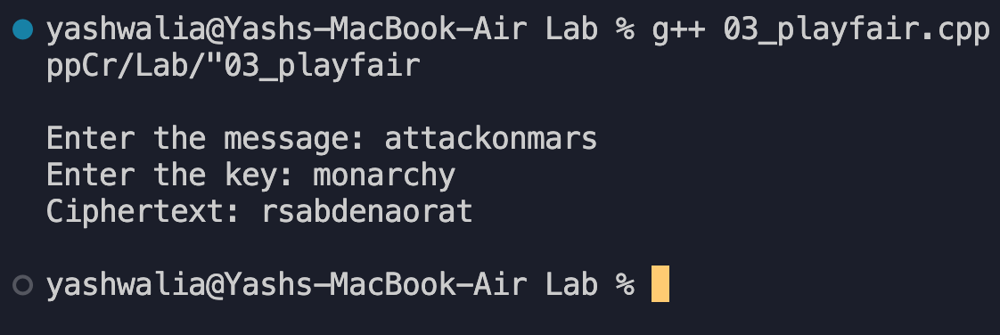 yashwalia@Yashs-MacBook-Air Lab % g++ 03_playfair.cpp
ppCr/Lab/"03_playfair
Enter the message: attackonmars
Enter the key: monarchy
Ciphertext: rsabdenaorat
yashwalia@Yashs-MacBook-Air Lab %